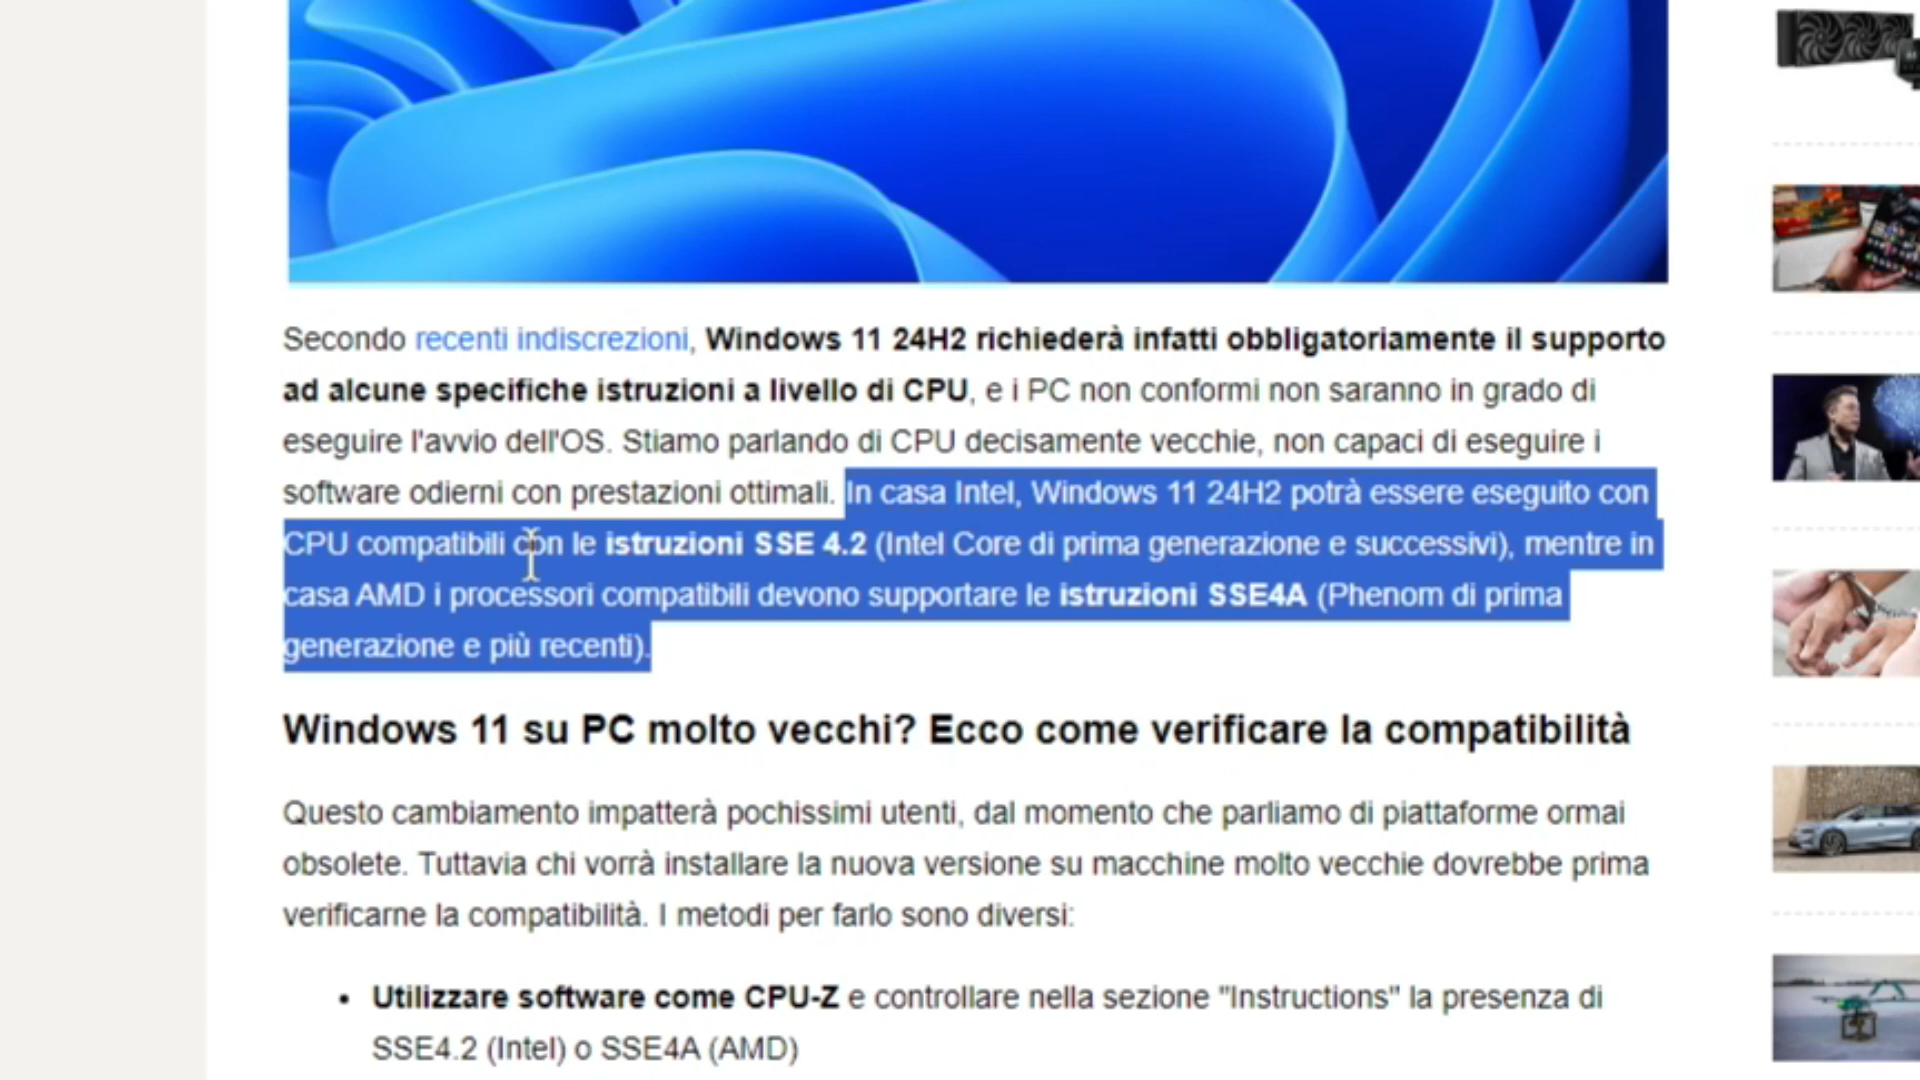 Secondo recenti indiscrezioni, Windows 11 24H2 richiederà infatti obbligatoriamente il supporto
ad alcune specifiche istruzioni a livello di CPU, e i PC non conformi non saranno in grado di
eseguire l'avvio dell'OS. Stiamo parlando di CPU decisamente vecchie, non capaci di eseguire i
software odierni con prestazioni ottimali. In casa Intel, Windows 11 24H2 potrà essere eseguito con
CPU compatibili con le istruzioni SSE 4.2 (Intel Core di prima generazione e successivi), mentre in
casa AMD i processori compatibili devono supportare le istruzioni SSE4A (Phenom di prima
generazione e più recenti).
Windows 11 su PC molto vecchi? Ecco come verificare la compatibilità
Questo cambiamento impatterà pochissimi utenti, dal momento che parliamo di piattaforme ormai
obsolete. Tuttavia chi vorrà installare la nuova versione su macchine molto vecchie dovrebbe prima
verificarne la compatibilità. I metodi per farlo sono diversi:
• Utilizzare software come CPU-Z e controllare nella sezione "Instructions" la presenza di
SSE4.2 (Intel) o SSE4A (AMD)